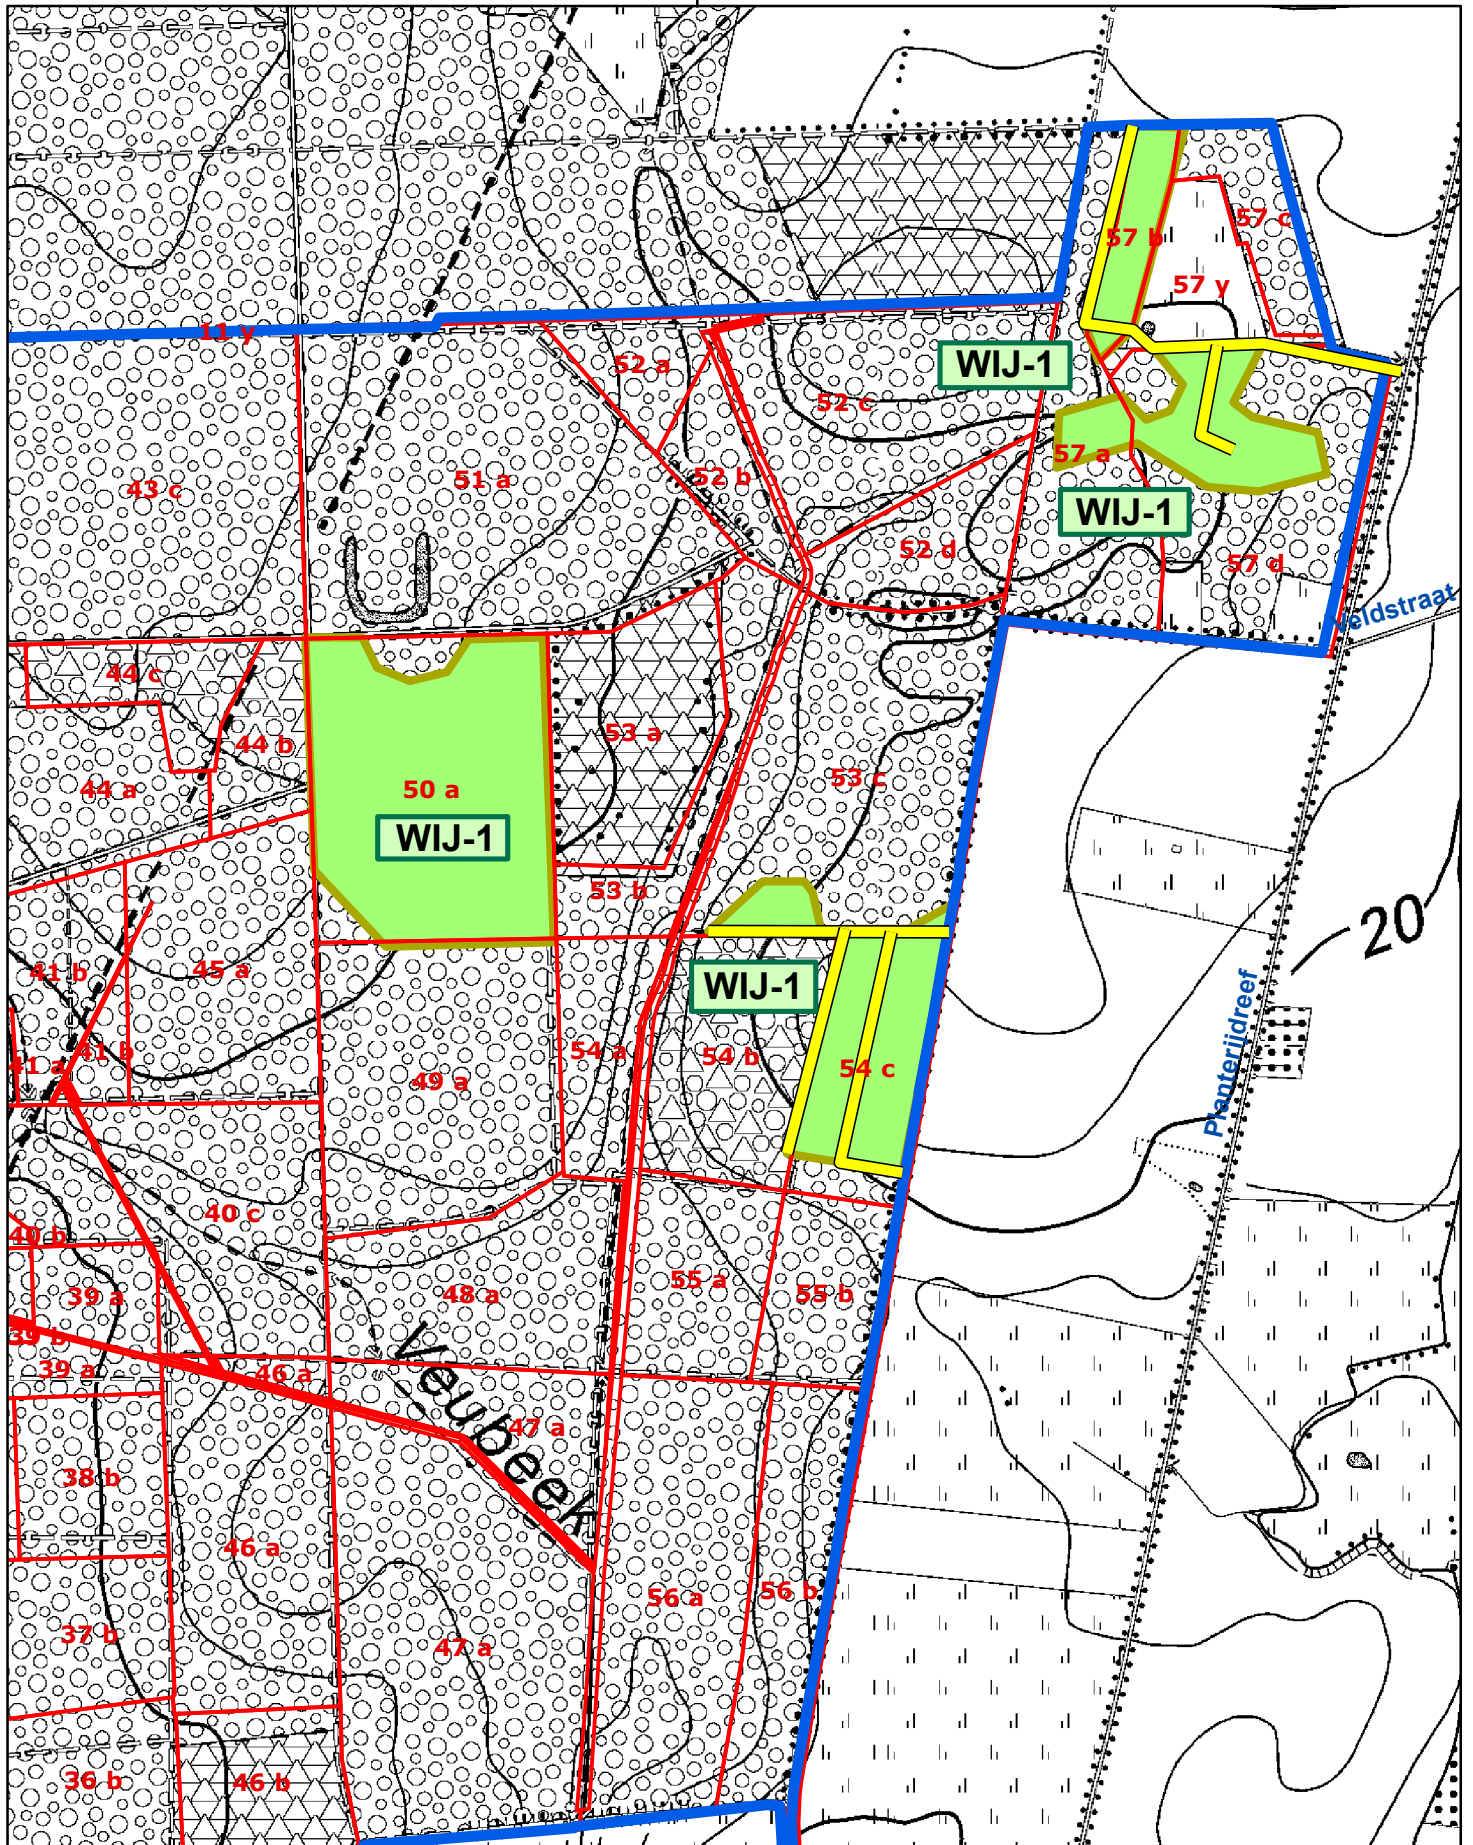 57 b
57 c
57 y
11 y
52 a
WIJ-1
52 c
57 a
51 a
52 b
43 c
WIJ-1
52 d
57 d
Veldstraat
44 c
53 a
44 b
53 c
44 a
50 a
WIJ-1
53 b
20
41 b
45 a
WIJ-1
Planterijdreef
41 a
41 b
54 a
54 b
54 c
49 a
40 b
40 c
39 a
48 a
55 a
55 b
39 b
39 a
46 a
Veubeek
47 a
38 b
46 a
56 a
56 b
37 b
47 a
36 b
46 b